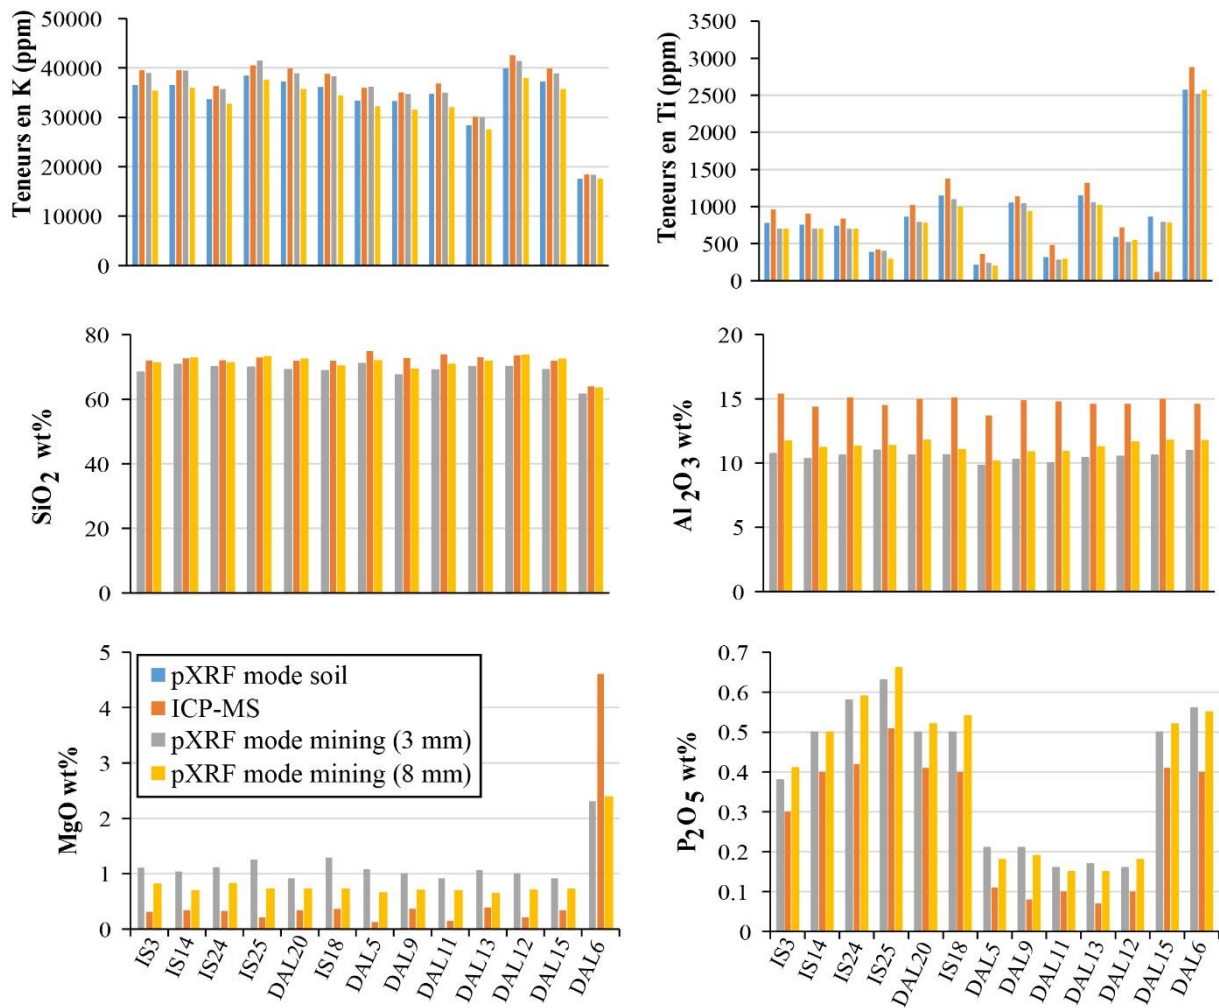 Teneurs en K (ppm)
50000
40000
30000
20000
10000
0
Teneurs en Ti (ppm)
3500
3000
2500
2000
1500
1000
500
0
SiO2 wt%
80
60
40
20
0
Al2O3 wt%
20
15
10
5
0
MgO wt%
5
4
3
2
1
0
pXRF mode soil
ICP-MS
pXRF mode mining (3 mm)
pXRF mode mining (8 mm)
IS3
IS14
IS24
IS25
DAL20
IS18
DAL5
DAL9
DAL11
DAL13
DAL12
DAL15
DAL6
P2O5 wt%
0.7
0.6
0.5
0.4
0.3
0.2
0.1
0
IS3
IS14
IS24
IS25
DAL20
IS18
DAL5
DAL9
DAL11
DAL13
DAL12
DAL15
DAL6